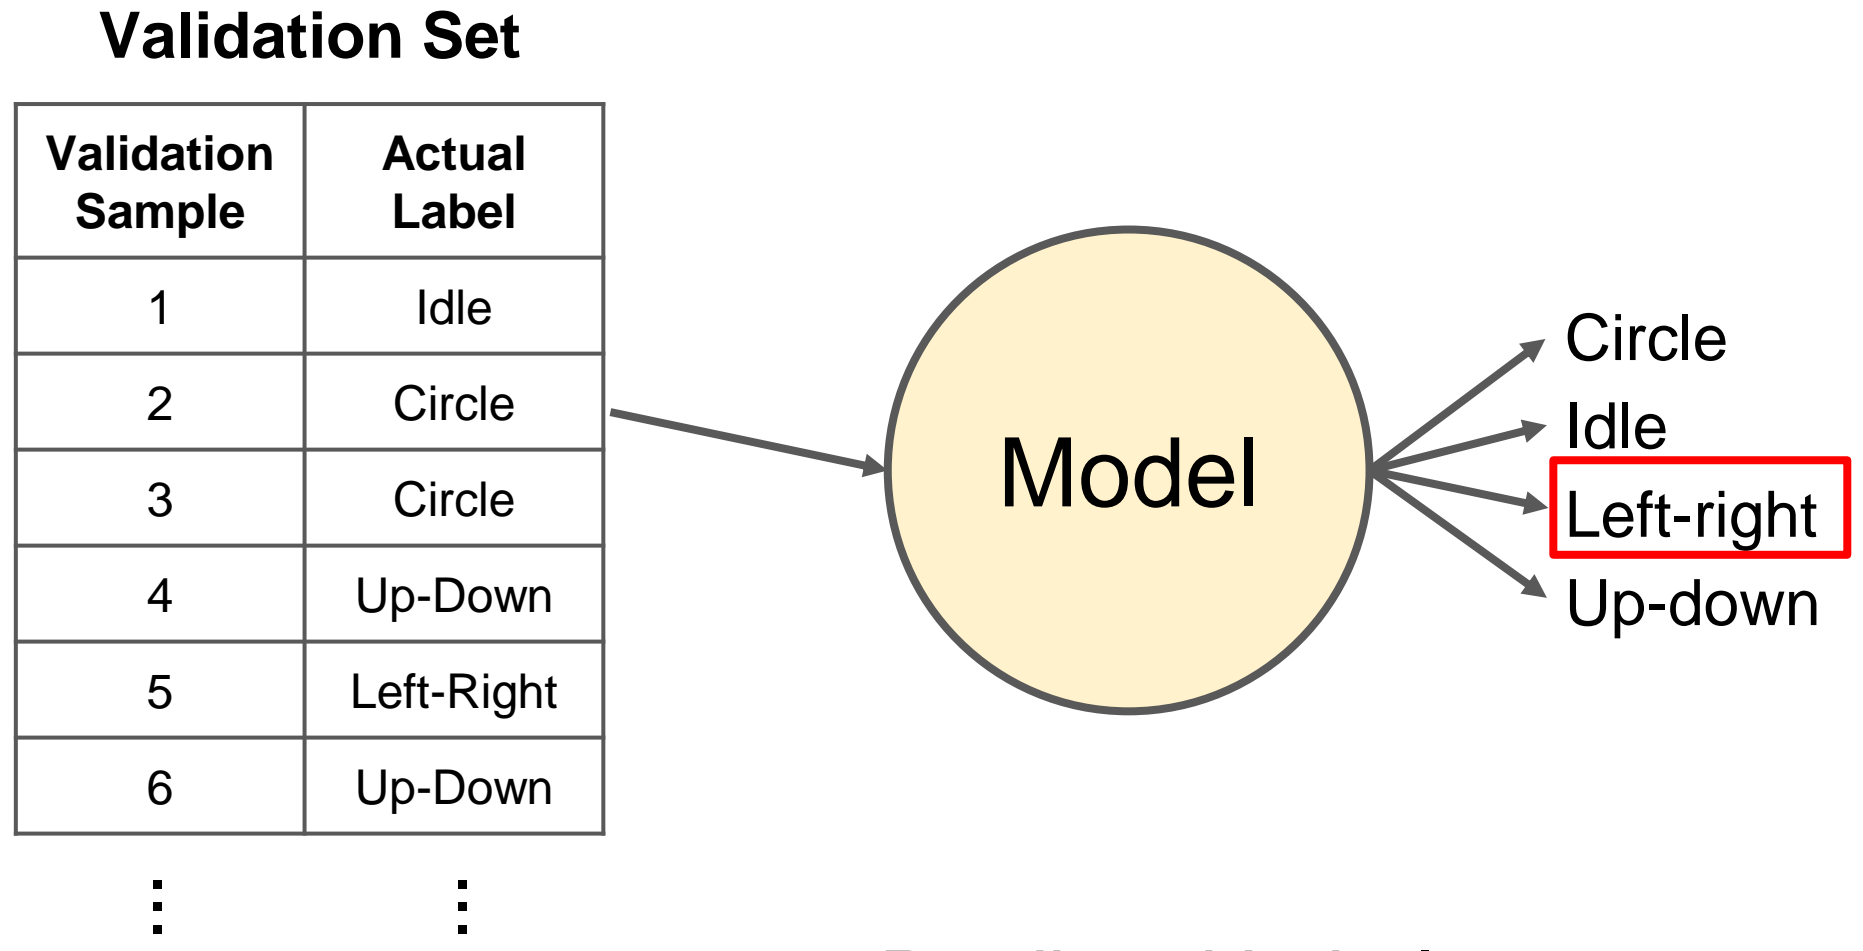 Validation Set
Validation Sample Actual Label
1 Idle
2 Circle
3 Circle
4 Up-Down
5 Left-Right
6 Up-Down
Model
Circle
Idle
Left-right
Up-down